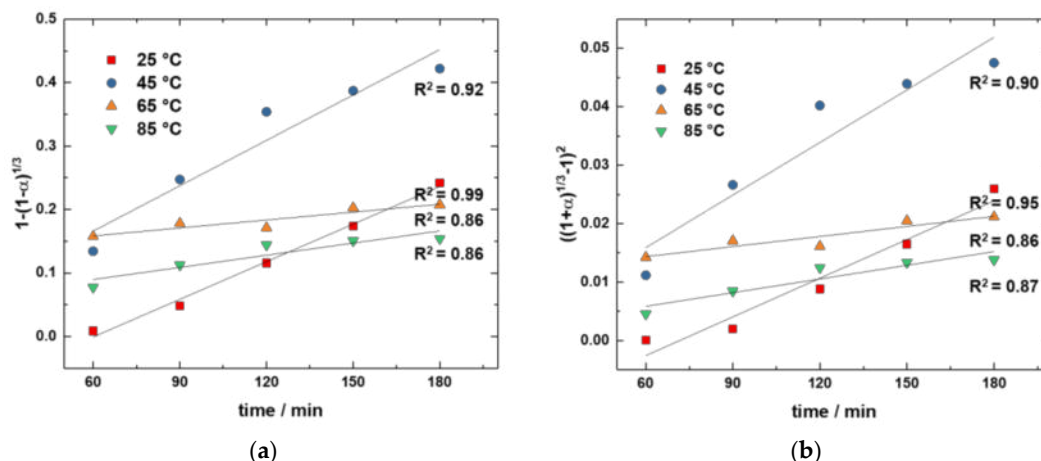 0.5
0.4
0.3
0.2
0.1
0.0
1-(1-α)^1/3
25 °C
45 °C
65 °C
85 °C
R² = 0.92
R² = 0.99
R² = 0.86
R² = 0.86
60 90 120 150 180
time / min
(a)
0.05
0.04
0.03
0.02
0.01
0.00
((1+α)^1/3-1)²
25 °C
45 °C
65 °C
85 °C
R² = 0.90
R² = 0.95
R² = 0.86
R² = 0.87
60 90 120 150 180
time / min
(b)